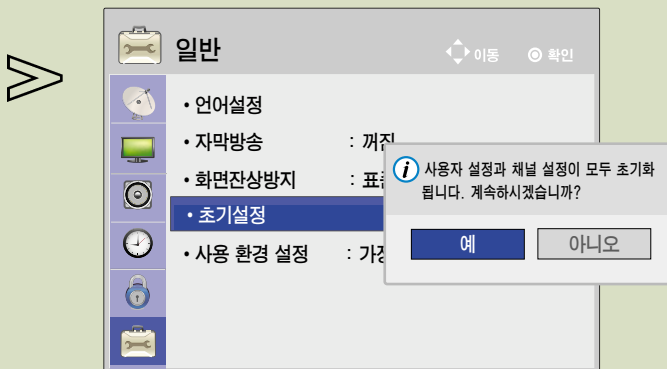 일반
이동 확인
• 언어설정
• 자막방송 : 꺼짐
• 화면잔상방지 : 표준
• 초기설정
• 사용 환경 설정 : 가정
i 사용자 설정과 채널 설정이 모두 초기화
됩니다. 계속하시겠습니까?
예 아니오